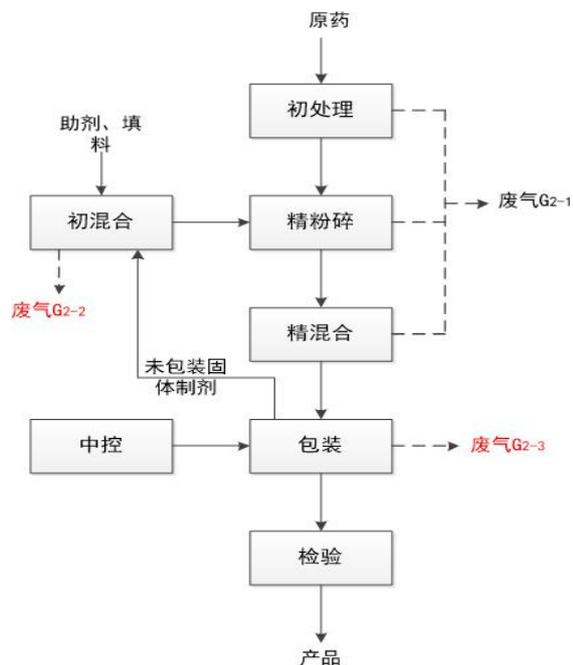 原药
初处理
助剂、填
料
初混合
精粉碎
废气G2-1
废气G2-2
精混合
未包装固
体制剂
中控
包装
废气G2-3
检验
产品